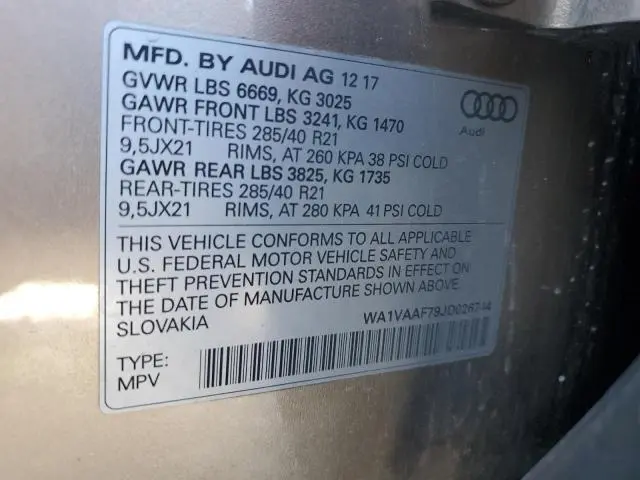 MFD. BY AUDI AG 12 17
GVWR LBS 6669, KG 3025
GAWR FRONT LBS 3241, KG 1470
FRONT-TIRES 285/40 R21
9,5JX21 RIMS, AT 260 KPA 38 PSI COLD
GAWR REAR LBS 3825, KG 1735
REAR-TIRES 285/40 R21
9,5JX21 RIMS, AT 280 KPA 41 PSI COLD
Audi
THIS VEHICLE CONFORMS TO ALL APPLICABLE
U.S. FEDERAL MOTOR VEHICLE SAFETY AND
THEFT PREVENTION STANDARDS IN EFFECT ON
THE DATE OF MANUFACTURE SHOWN ABOVE.
SLOVAKIA
WA1VAAF79JD026744
TYPE:
MPV